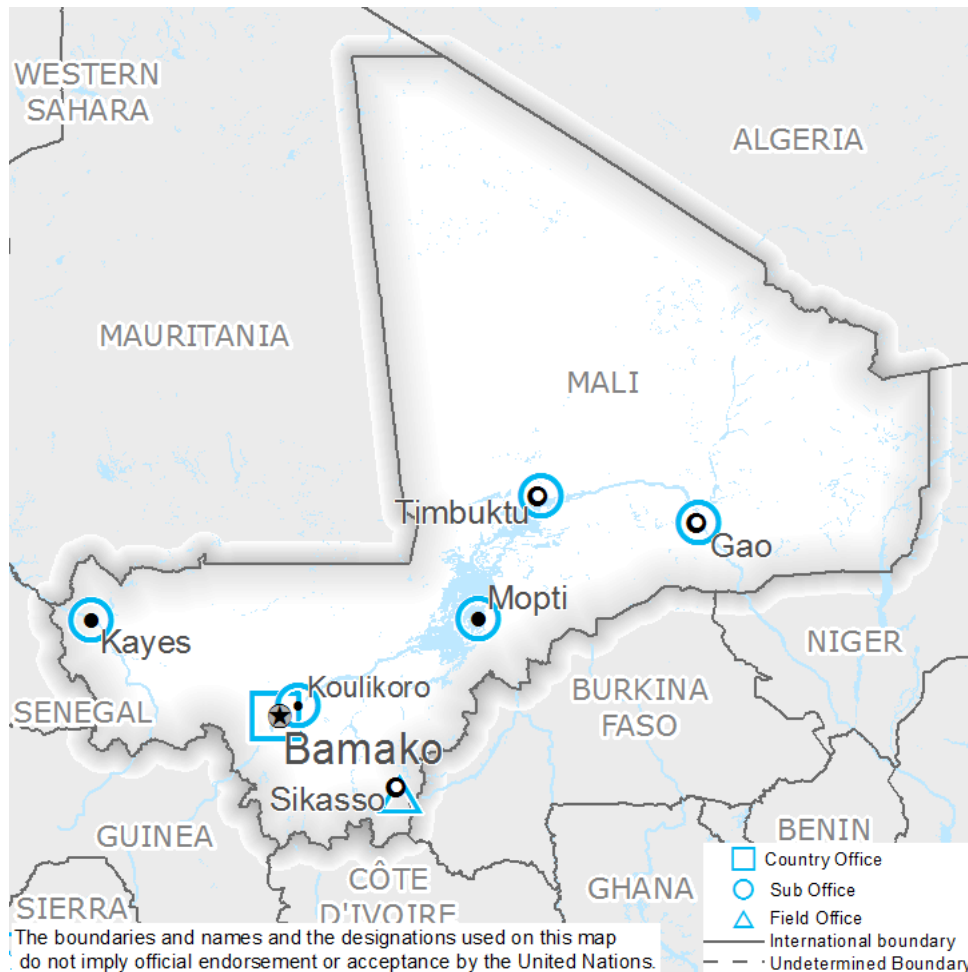 WESTERN
SAHARA
ALGERIA
MAURITANIA
MALI
Timbuktu
Gao
Mopti
Kayes
NIGER
Koulikoro
BURKINA
FASO
SENEGAL
Bamako
Sikasso
GUINEA
BENIN
CÔTE
D'IVOIRE
GHANA
SIERRA
Country Office
Sub Office
Field Office
International boundary
Undetermined Boundary
The boundaries and names and the designations used on this map
do not imply official endorsement or acceptance by the United Nations.